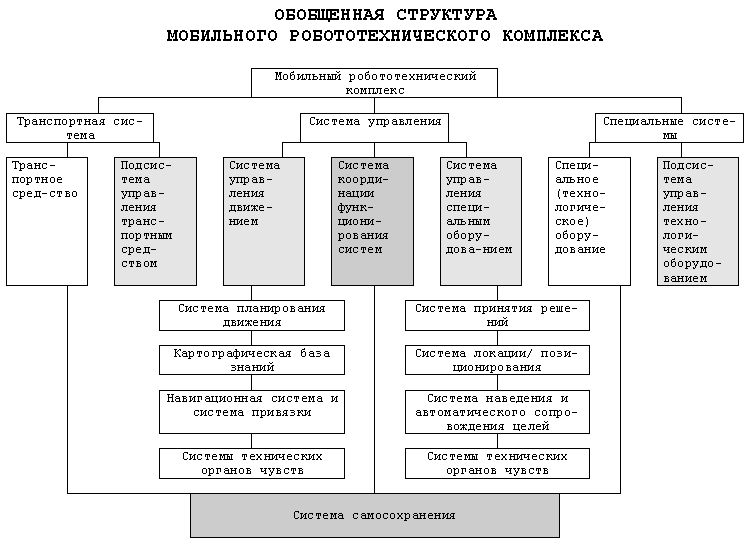 ОБОБЩЕННАЯ СТРУКТУРА
МОБИЛЬНОГО РОБОТОТЕХНИЧЕСКОГО КОМПЛЕКСА
Мобильный робототехнический
комплекс
Транспортная сис-
тема
Система управления
Специальные систе-
мы
Транс-
портное
сред-ство
Подсис-
тема
управ-
ления
транс-
портным
сред-
ством
Система
управ-
ления
движе-
нием
Система
коорди-
нации
функ-
циони-
рования
систем
Система
управ-
ления
специ-
альным
обору-
дова-нием
Специ-
альное
(техно-
логиче-
ское)
обору-
дование
Подсис-
тема
управ-
ления
техно-
логи-
ческим
оборудо-
ванием
Система планирования
движения
Картографическая база
знаний
Навигационная система и
система привязки
Системы технических
органов чувств
Система принятия реше-
ний
Система локации/ пози-
ционирования
Система наведения и
автоматического сопро-
вождения целей
Системы технических
органов чувств
Система самосохранения